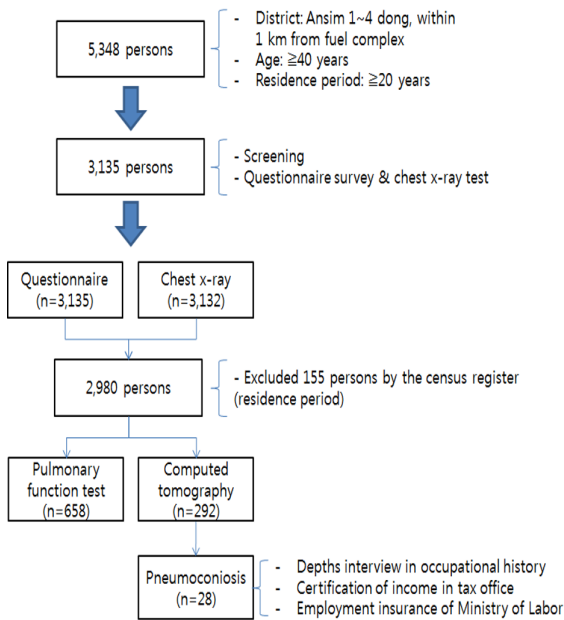 5,348 persons
- District: Ansim 1~4 dong, within
1 km from fuel complex
- Age: ≧40 years
- Residence period: ≧20 years
3,135 persons
- Screening
- Questionnaire survey & chest x-ray test
Questionnaire
(n=3,135)
Chest x-ray
(n=3,132)
2,980 persons
- Excluded 155 persons by the census register
(residence period)
Pulmonary
function test
(n=658)
Computed
tomography
(n=292)
Pneumoconiosis
(n=28)
- Depths interview in occupational history
- Certification of income in tax office
- Employment insurance of Ministry of Labor